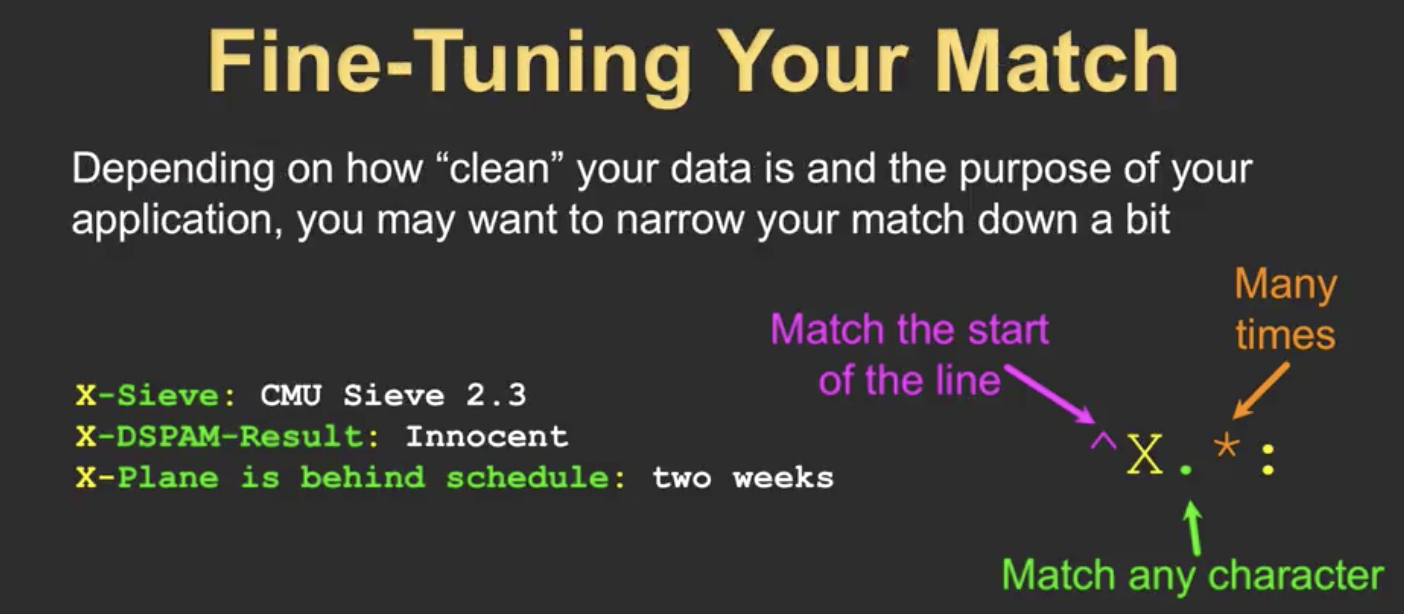 Fine-Tuning Your Match
Depending on how “clean” your data is and the purpose of your
application, you may want to narrow your match down a bit
Many
times
Match the start
of the line
X-Sieve: CMU Sieve 2.3
X-DSPAM-Result: Innocent
X-Plane is behind schedule: two weeks
^X.*:
Match any character